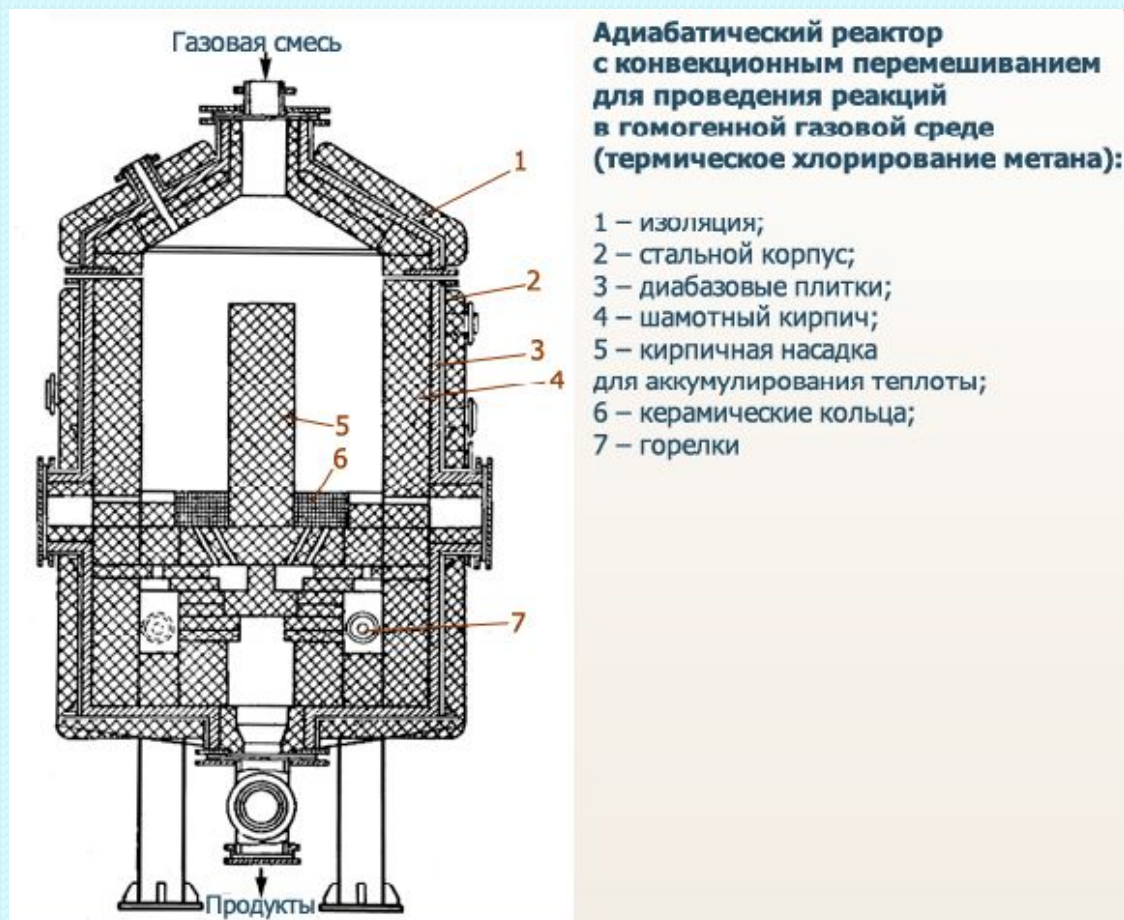 Газовая смесь
1
2
3
4
5
6
7
Продукты
Адиабатический реактор
с конвекционным перемешиванием
для проведения реакций
в гомогенной газовой среде
(термическое хлорирование метана):
1 – изоляция;
2 – стальной корпус;
3 – диабазовые плитки;
4 – шамотный кирпич;
5 – кирпичная насадка
для аккумулирования теплоты;
6 – керамические кольца;
7 – горелки